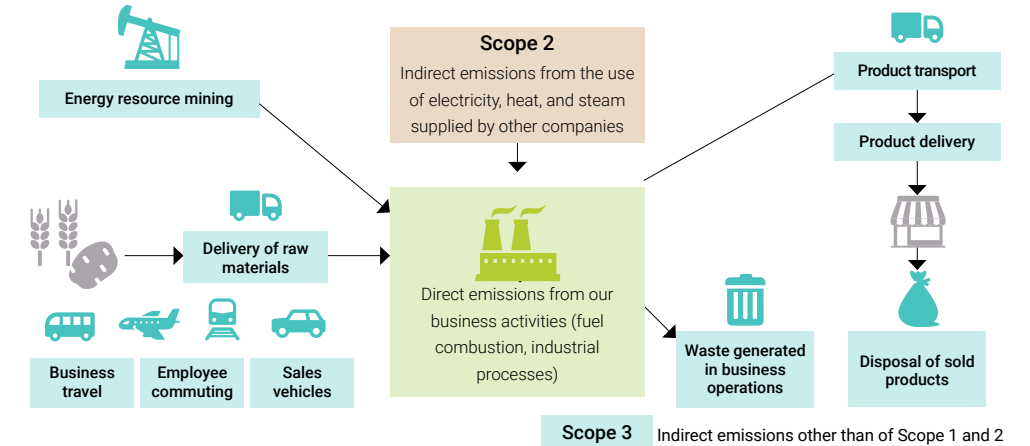 Scope 2
Indirect emissions from the use
of electricity, heat, and steam
supplied by other companies
Energy resource mining
Product transport
Product delivery
Delivery of raw
materials
Direct emissions from our
business activities (fuel
combustion, industrial
processes)
Business
travel
Employee
commuting
Sales
vehicles
Waste generated
in business
operations
Disposal of sold
products
Scope 3
Indirect emissions other than of Scope 1 and 2